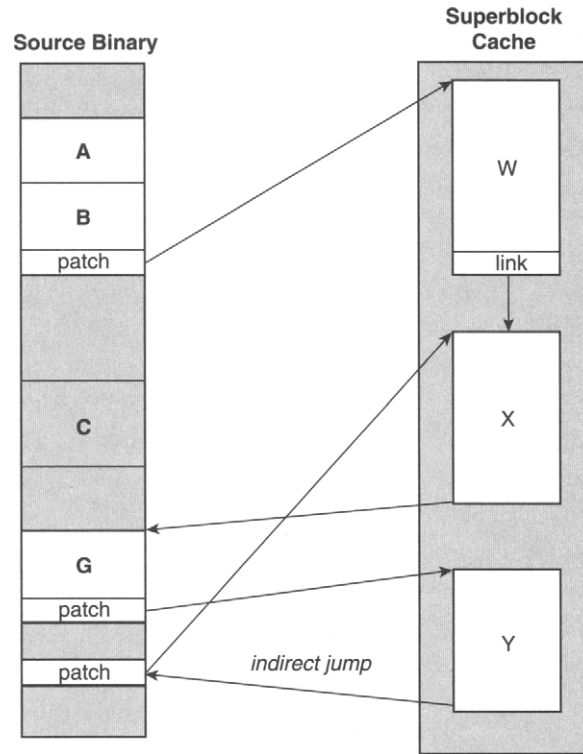 Source Binary
Superblock
Cache
A
B
patch
C
G
patch
patch
W
link
X
Y
indirect jump